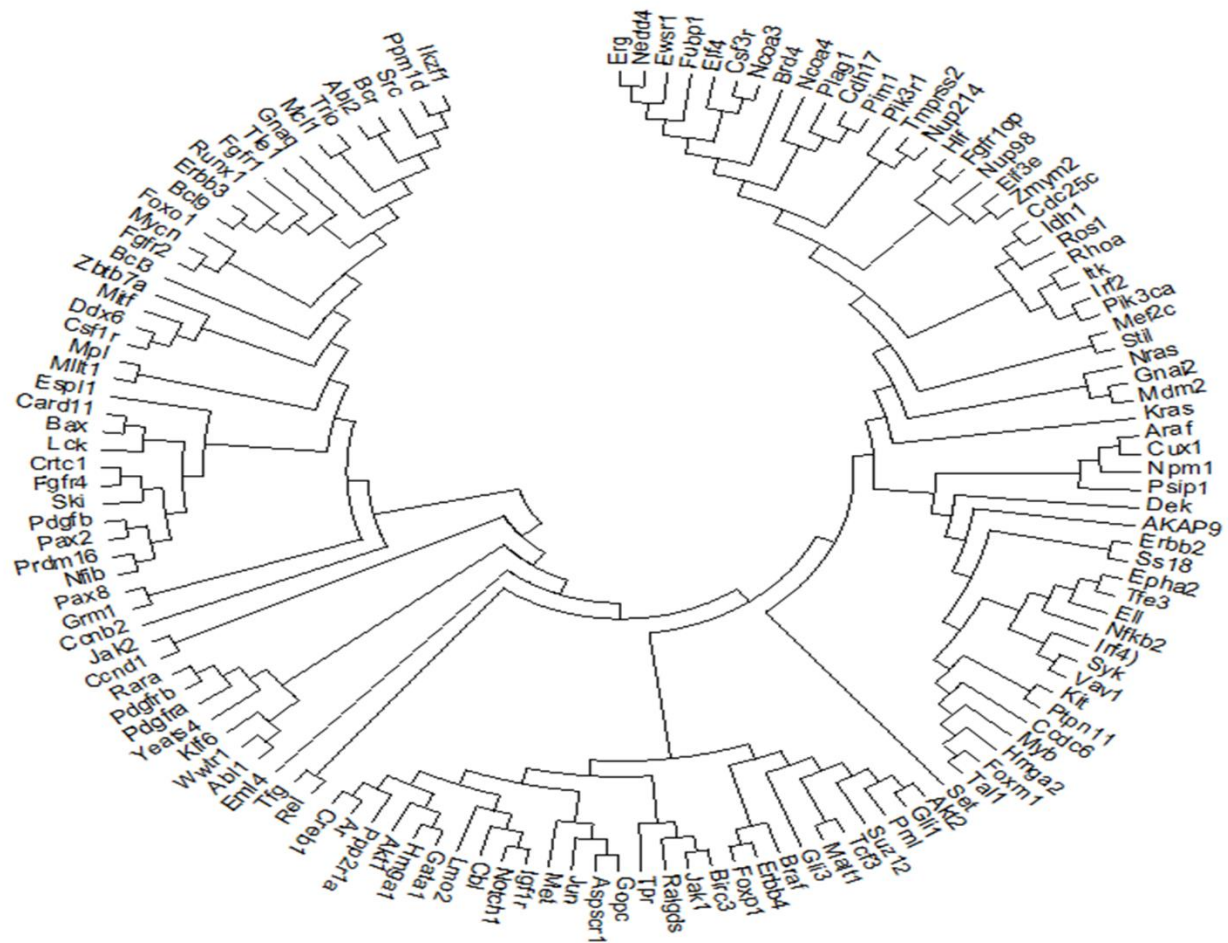 Erg
Nedd4
Ewsr1
Fubp1
Elf4
Csf3r
Ncoa3
Brd4
Ncoa4
Plag1
Cdh17
Pim1
Pik3r1
Tmprss2
Nup214
Hlf
Fgfr1op
Nup98
Eif3e
Zmym2
Cdc25c
Idh1
Ros1
Rhoa
Itk
Irf2
Pik3ca
Mef2c
Stil
Nras
Gnai2
Mdm2
Kras
Araf
Cux1
Npm1
Psip1
Dek
AKAP9
Erbb2
Ss18
Epha2
Tfe3
Ell
Nfkb2
Irf4)
Syk
Vav1
Kit
Ptpn11
Ccdc6
Myb
Hmga2
Foxm1
Tal1
Set
Akt2
Gli1
Pml
Suz12
Tcf3
Malt1
Gli3
Braf
Erbb4
Foxp1
Birc3
Jak1
Ralgds
Tpr
Gopc
Aspscr1
Jun
Met
Igf1r
Notch1
Cbl
Lmo2
Gata1
Hmga1
Akt1
Ppp2r1a
Ar
Creb1
Rel
Tfg
Eml4
Abl1
Wwtr1
Klf6
Yeats4
Pdgfra
Pdgfrb
Rara
Ccnd1
Jak2
Ccnb2
Grm1
Pax8
Nfib
Prdm16
Pax2
Pdgfb
Ski
Fgfr4
Crtc1
Lck
Bax
Card11
Espl1
Mllt1
Mpl
Csf1r
Ddx6
Mitf
Zbtb7a
Bcl3
Fgfr2
Mycn
Foxo1
Bcl9
Erbb3
Runx1
Fgfr1
Tle1
Gnaq
Mcl1
Trio
Abl2
Bcr
Src
Ppm1d
Ikzf1